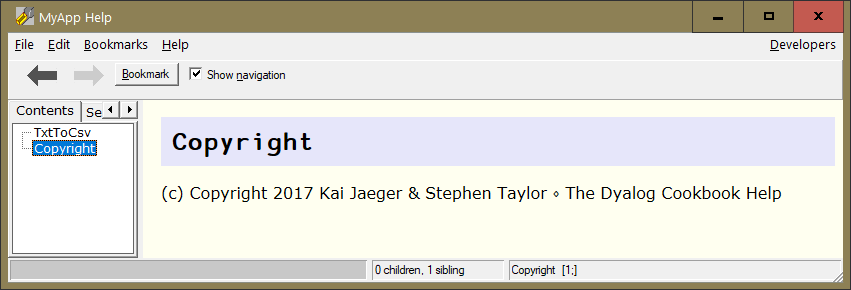 MyApp Help
File Edit Bookmarks Help Developers
Bookmark Show navigation
Contents Se
TxtToCsv
Copyright
Copyright
(c) Copyright 2017 Kai Jaeger & Stephen Taylor ⋄ The Dyalog Cookbook Help
0 children, 1 sibling Copyright [1;]